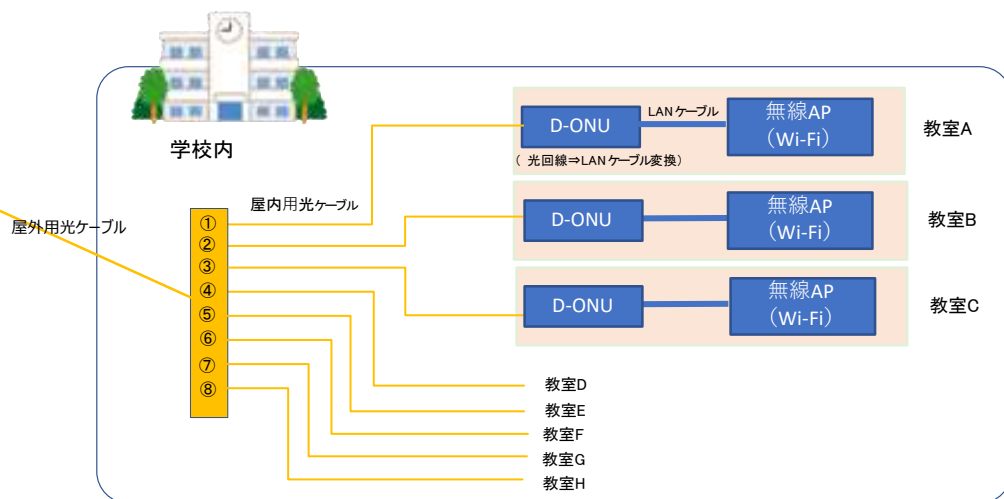 学校内
屋外用光ケーブル
屋内用光ケーブル
①
②
③
④
⑤
⑥
⑦
⑧
D-ONU
LANケーブル
無線AP
(Wi-Fi)
教室A
( 光回線⇒LANケーブル変換)
D-ONU
無線AP
(Wi-Fi)
教室B
D-ONU
無線AP
(Wi-Fi)
教室C
教室D
教室E
教室F
教室G
教室H